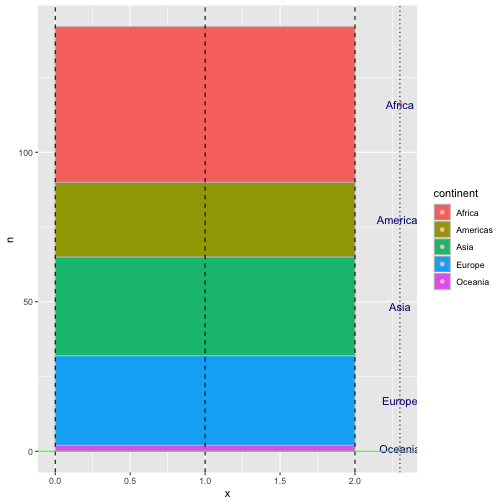 Africa
Americas
Asia
Europe
Oceania
100
50
0
n
0.0 0.5 1.0 1.5 2.0
x
continent
Africa
Americas
Asia
Europe
Oceania